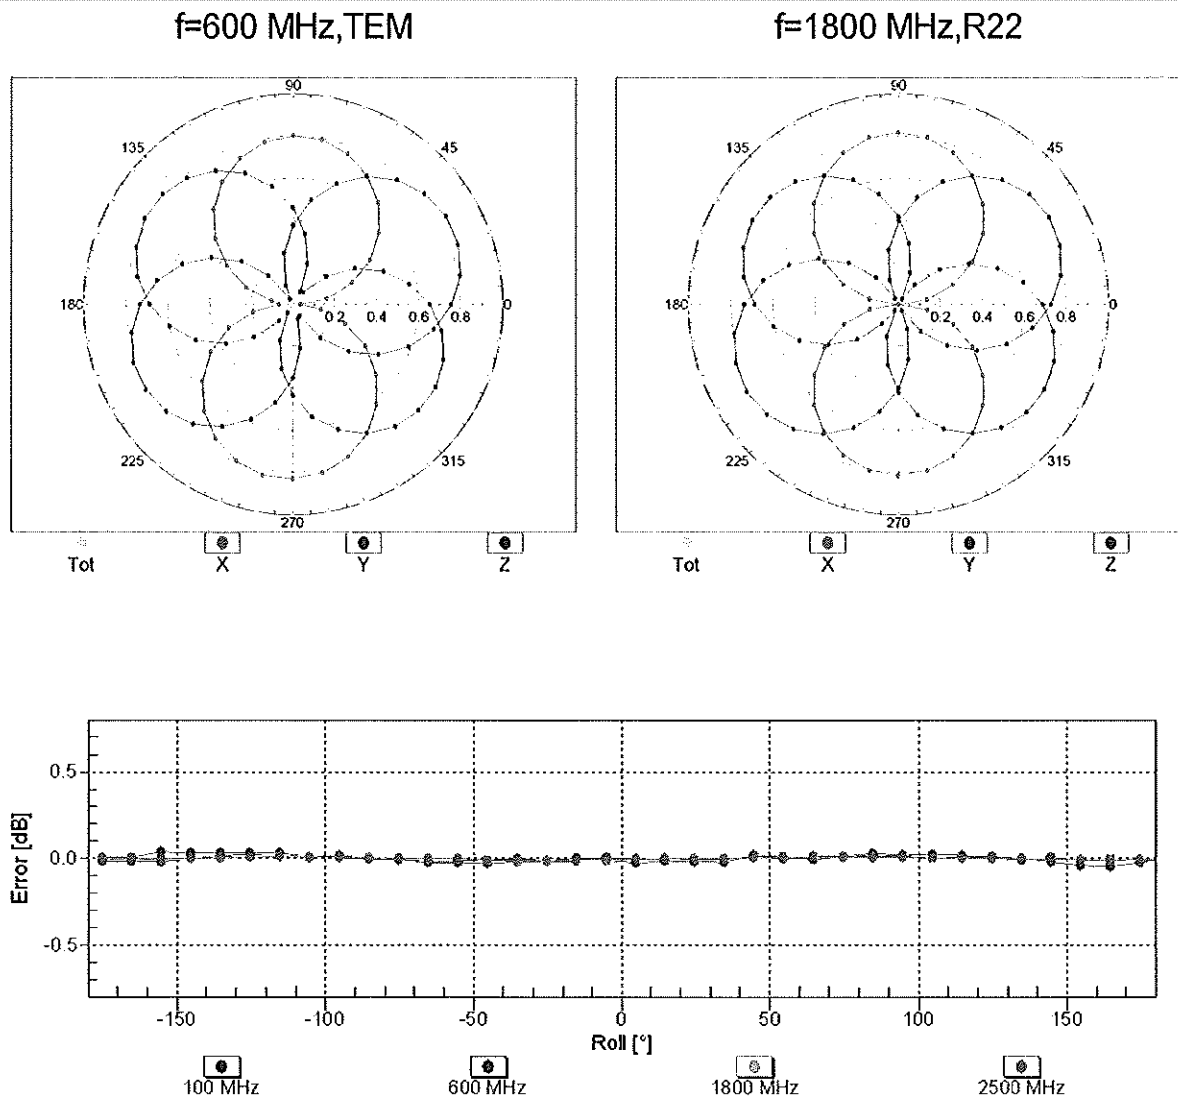 f=600 MHz,TEM
f=1800 MHz,R22
90
135 45
180 0
0.2 0.4 0.6 0.8
225 315
270
Tot X Y Z
90
135 45
180 0
0.2 0.4 0.6 0.8
225 315
270
Tot X Y Z
Error [dB]
0.5
0.0
-0.5
-150 -100 -50 0 50 100 150
Roll [°]
100 MHz 600 MHz 1800 MHz 2500 MHz